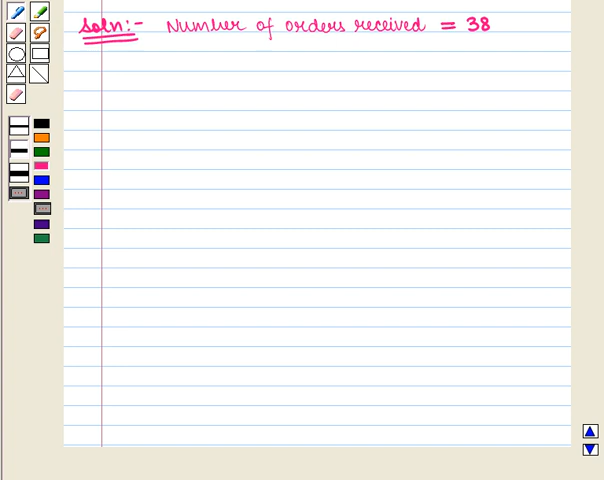 Soln:- Number of orders received = 38